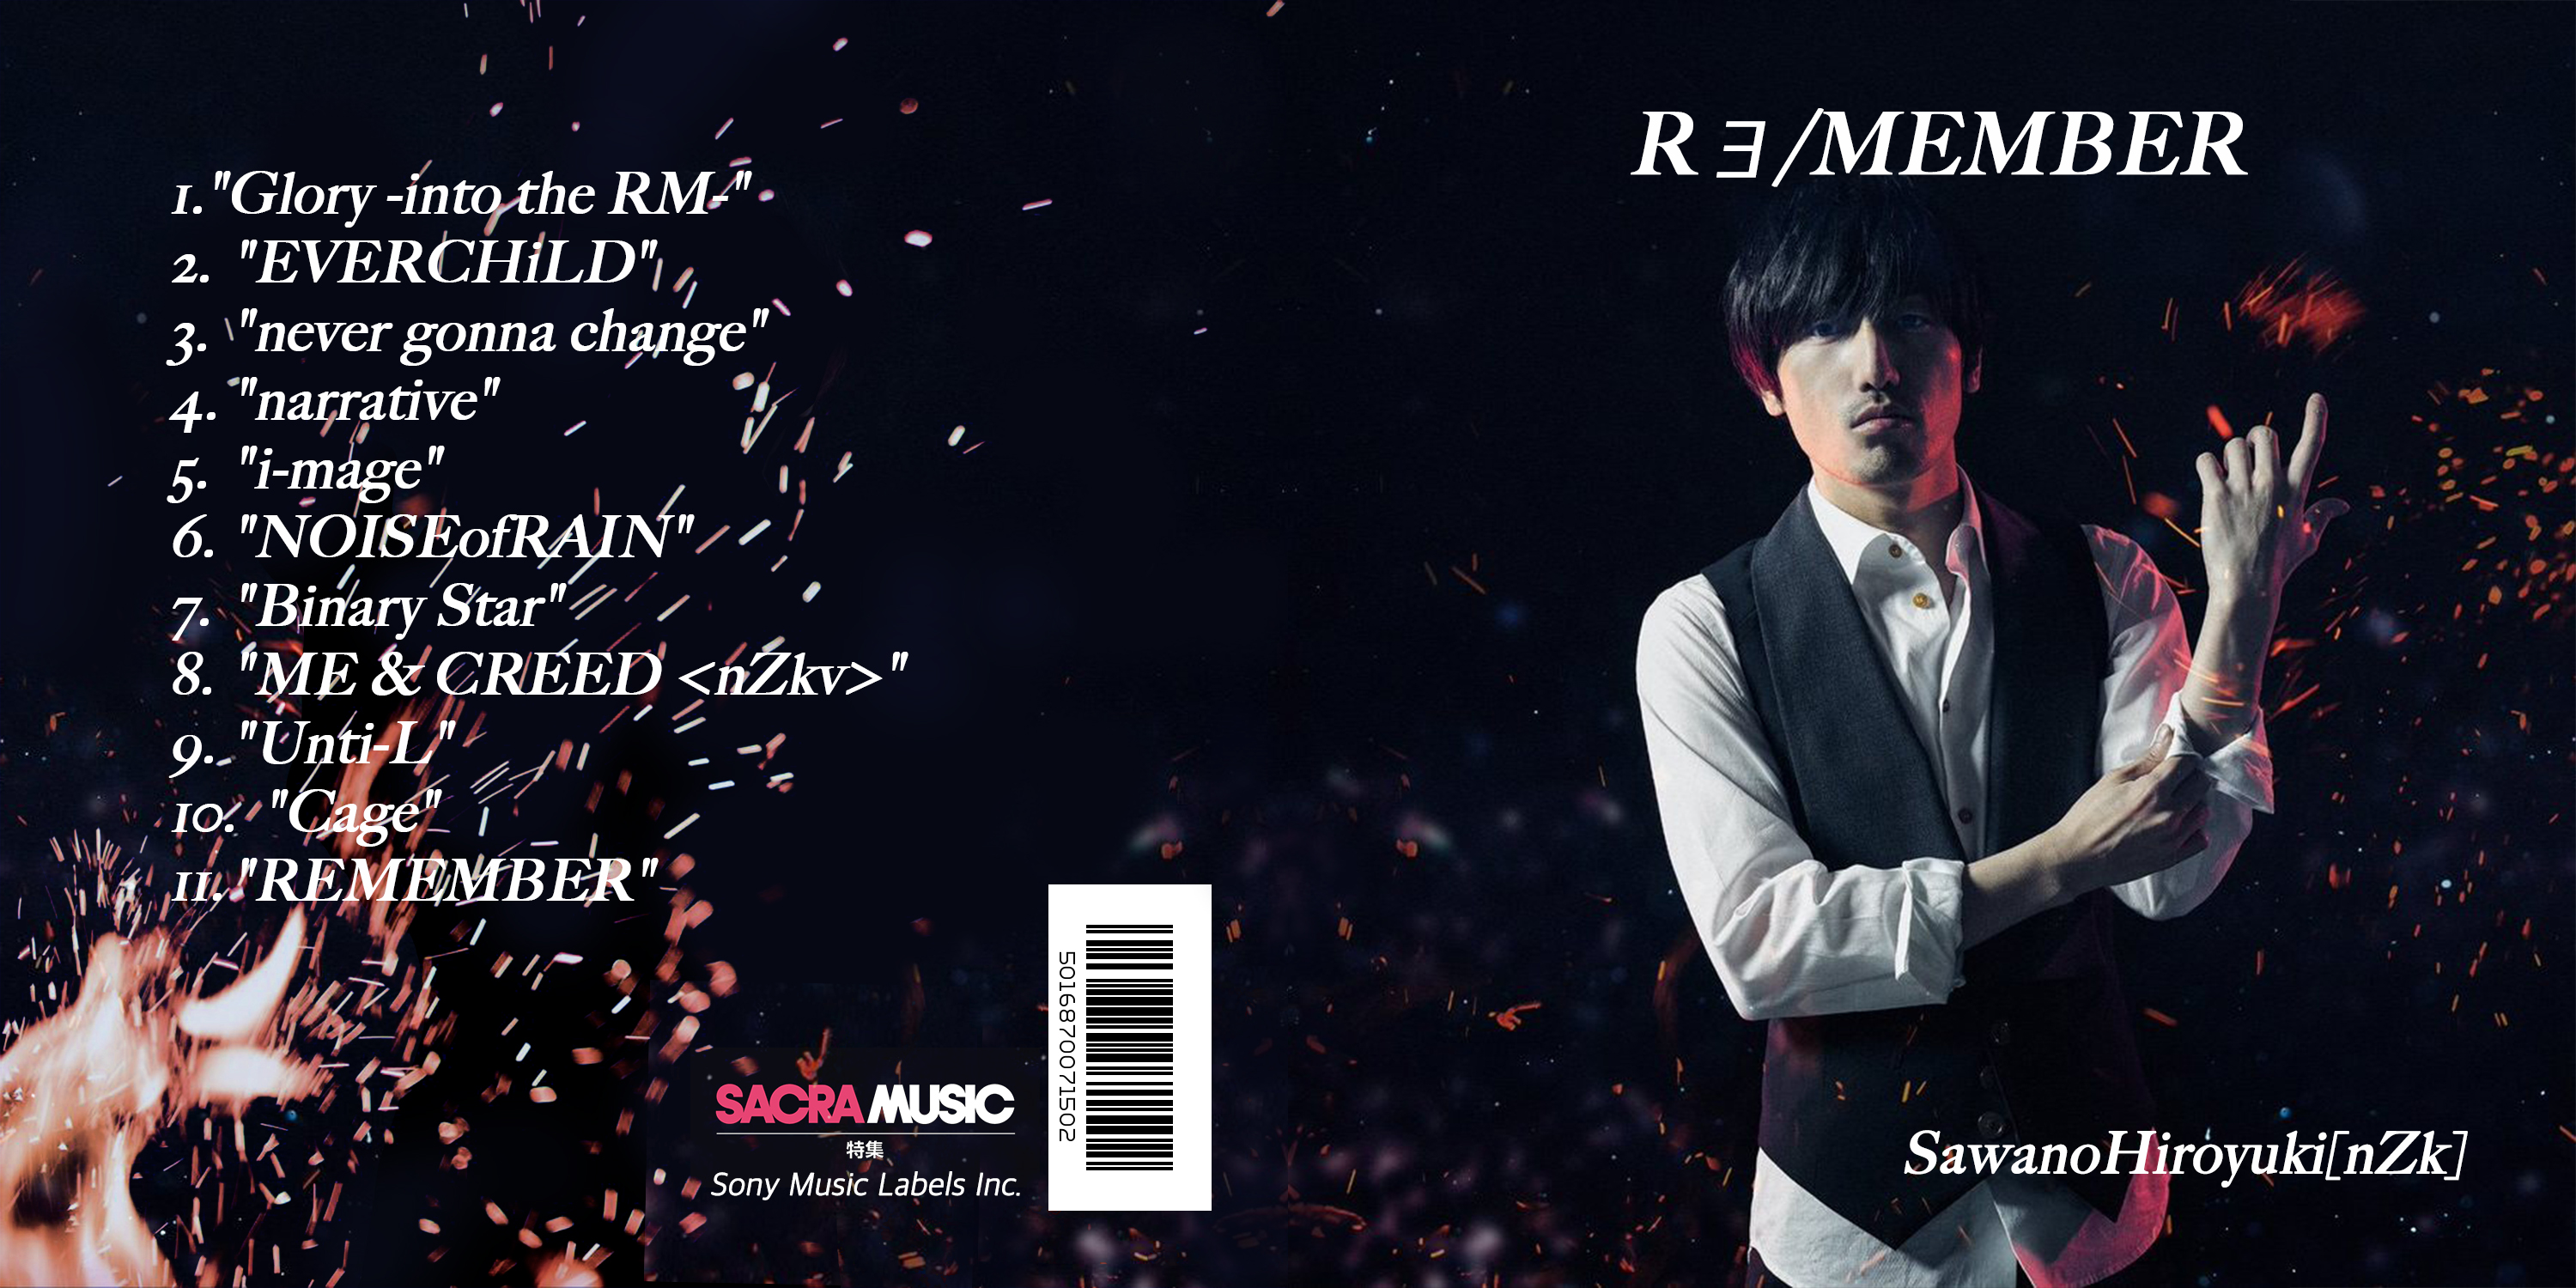 1. "Glory -into the RM-"
2. "EVERCHiLD"
3. "never gonna change"
4. "narrative"
5. "i-mage"
6. "NOISEofRAIN"
7. "Binary Star"
8. "ME & CREED <nZkv>"
9. "Unti-L"
10. "Cage"
11. "REMEMBER"
SACRA MUSIC
特集
Sony Music Labels Inc.
5016870071502
RƎ/MEMBER
SawanoHiroyuki[nZk]